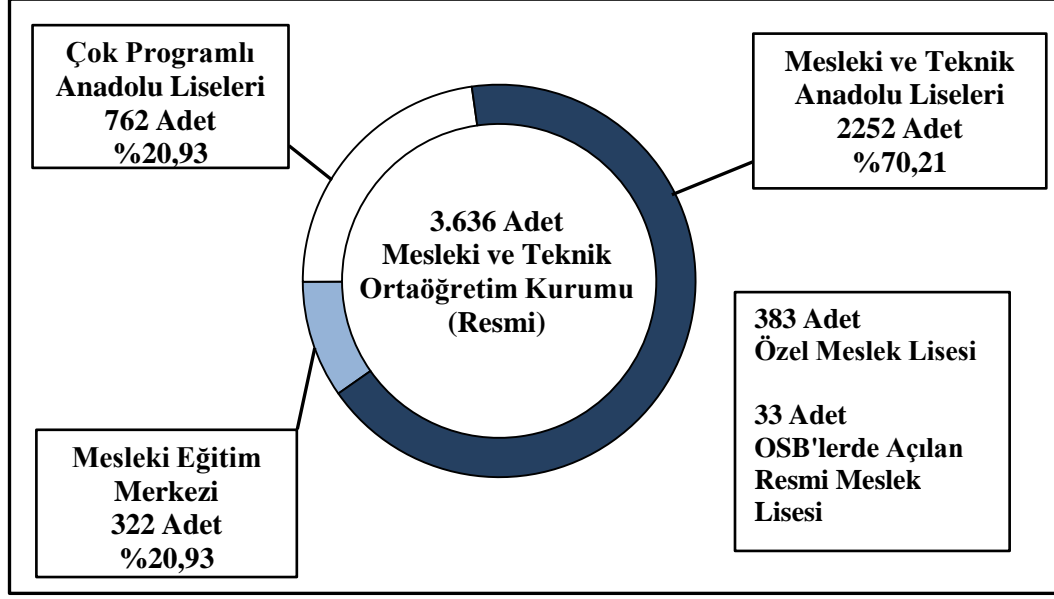 Çok Programlı
Anadolu Liseleri
762 Adet
%20,93
Mesleki ve Teknik
Anadolu Liseleri
2252 Adet
%70,21
3.636 Adet
Mesleki ve Teknik
Ortaöğretim Kurumu
(Resmi)
383 Adet
Özel Meslek Lisesi
33 Adet
OSB'lerde Açılan
Resmi Meslek
Lisesi
Mesleki Eğitim
Merkezi
322 Adet
%20,93